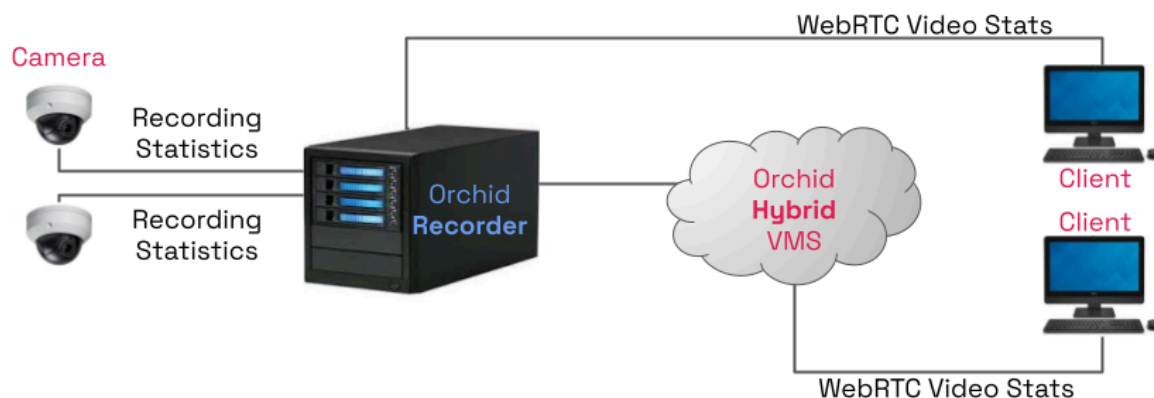 WebRTC Video Stats
Camera
Recording
Statistics
Orchid
Recorder
Recording
Statistics
Orchid
Hybrid
VMS
Client
Client
WebRTC Video Stats